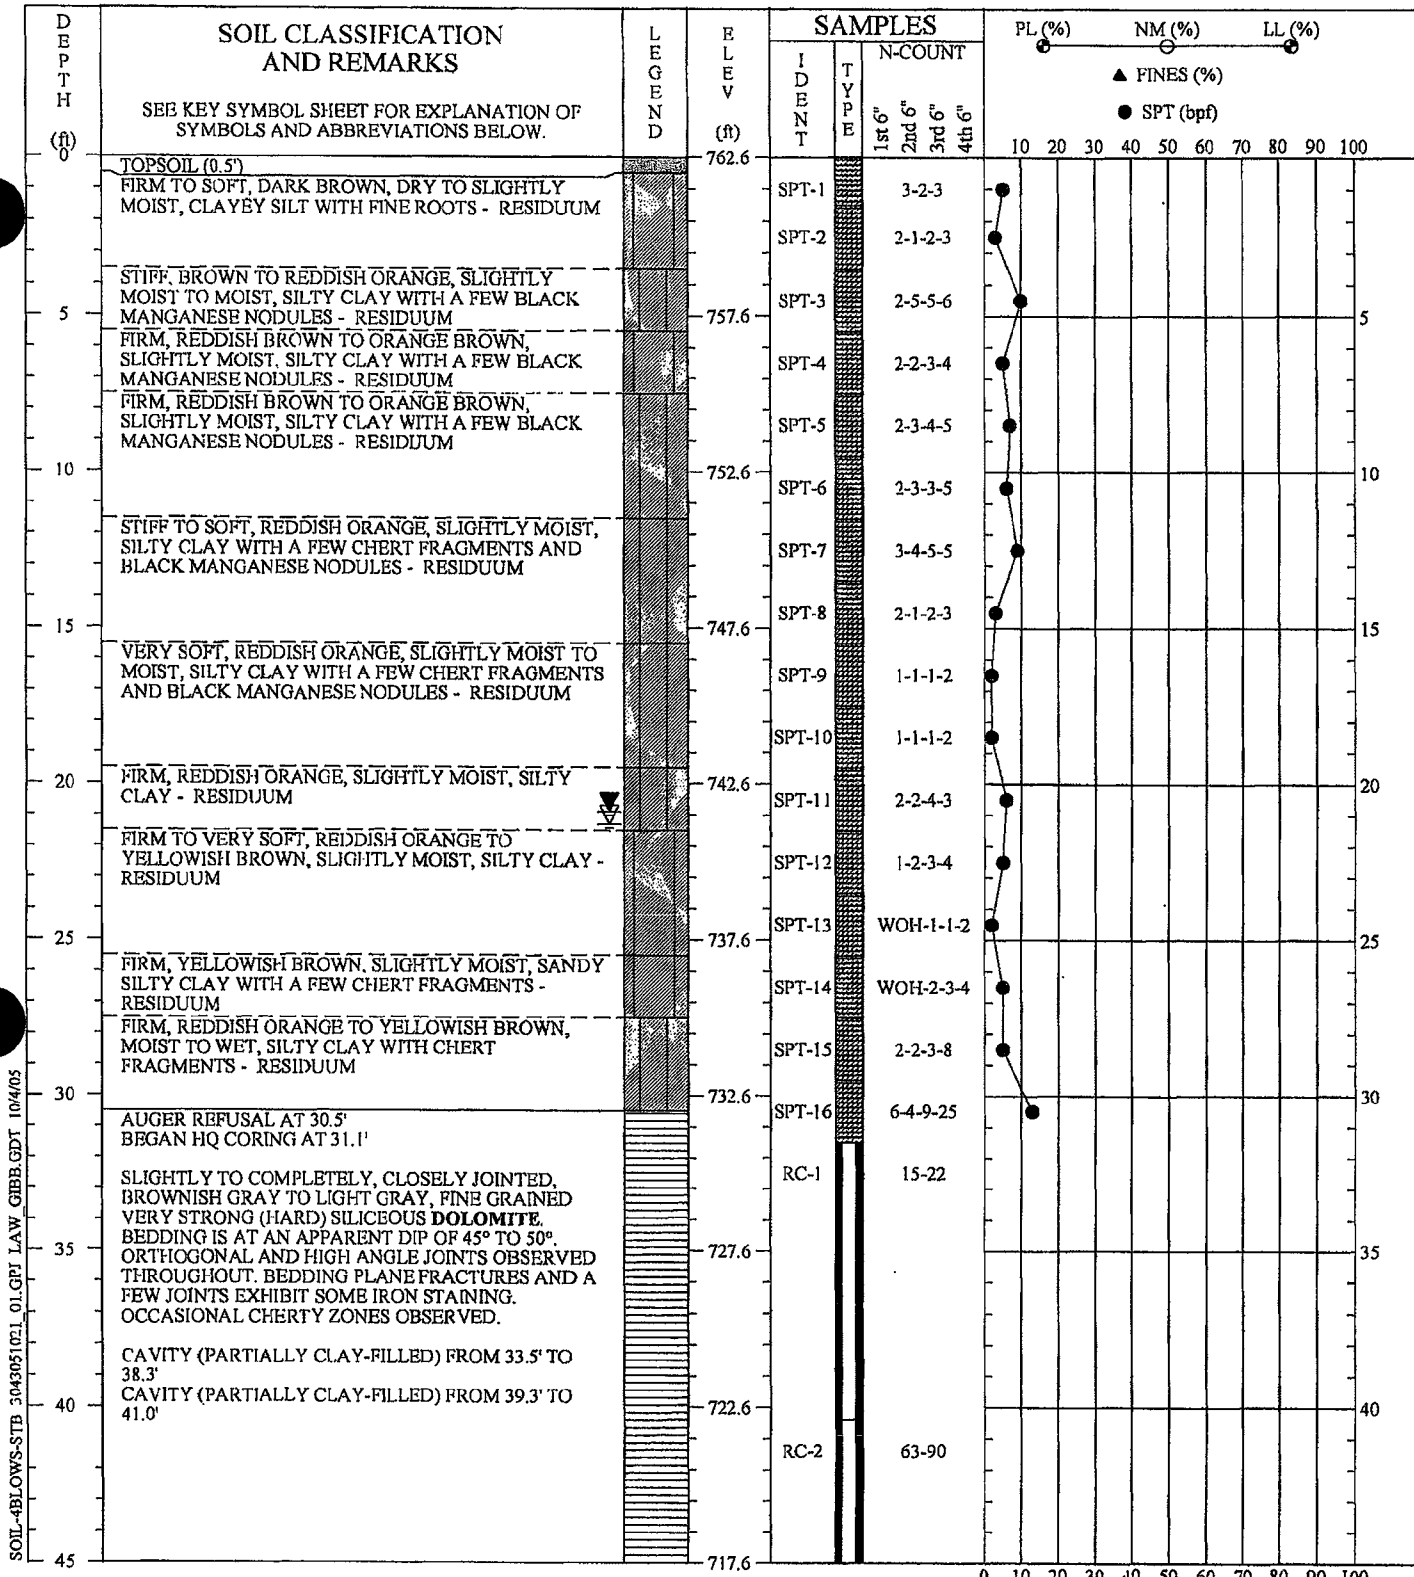 DEPTH
(ft)
SOIL CLASSIFICATION
AND REMARKS
SEE KEY SYMBOL SHEET FOR EXPLANATION OF
SYMBOLS AND ABBREVIATIONS BELOW.
LEGEND
ELEV
(ft)
SAMPLES
IDENT
TYPE
N-COUNT
1st 6"
2nd 6"
3rd 6"
4th 6"
PL (%)
NM (%)
LL (%)
▲ FINES (%)
● SPT (bpf)
10 20 30 40 50 60 70 80 90 100
0
762.6
TOPSOIL (0.5')
FIRM TO SOFT, DARK BROWN, DRY TO SLIGHTLY
MOIST, CLAYEY SILT WITH FINE ROOTS - RESIDUUM
SPT-1 3-2-3
SPT-2 2-1-2-3
STIFF, BROWN TO REDDISH ORANGE, SLIGHTLY
MOIST TO MOIST, SILTY CLAY WITH A FEW BLACK
MANGANESE NODULES - RESIDUUM
SPT-3 2-5-5-6
5 757.6 5
FIRM, REDDISH BROWN TO ORANGE BROWN,
SLIGHTLY MOIST, SILTY CLAY WITH A FEW BLACK
MANGANESE NODULES - RESIDUUM
SPT-4 2-2-3-4
FIRM, REDDISH BROWN TO ORANGE BROWN,
SLIGHTLY MOIST, SILTY CLAY WITH A FEW BLACK
MANGANESE NODULES - RESIDUUM
SPT-5 2-3-4-5
10 752.6 10
SPT-6 2-3-3-5
STIFF TO SOFT, REDDISH ORANGE, SLIGHTLY MOIST,
SILTY CLAY WITH A FEW CHERT FRAGMENTS AND
BLACK MANGANESE NODULES - RESIDUUM
SPT-7 3-4-5-5
SPT-8 2-1-2-3
15 747.6 15
VERY SOFT, REDDISH ORANGE, SLIGHTLY MOIST TO
MOIST, SILTY CLAY WITH A FEW CHERT FRAGMENTS
AND BLACK MANGANESE NODULES - RESIDUUM
SPT-9 1-1-1-2
SPT-10 1-1-1-2
20 742.6 20
FIRM, REDDISH ORANGE, SLIGHTLY MOIST, SILTY
CLAY - RESIDUUM
SPT-11 2-2-4-3
FIRM TO VERY SOFT, REDDISH ORANGE TO
YELLOWISH BROWN, SLIGHTLY MOIST, SILTY CLAY -
RESIDUUM
SPT-12 1-2-3-4
SPT-13 WOH-1-1-2
25 737.6 25
FIRM, YELLOWISH BROWN, SLIGHTLY MOIST, SANDY
SILTY CLAY WITH A FEW CHERT FRAGMENTS -
RESIDUUM
SPT-14 WOH-2-3-4
FIRM, REDDISH ORANGE TO YELLOWISH BROWN,
MOIST TO WET, SILTY CLAY WITH CHERT
FRAGMENTS - RESIDUUM
SPT-15 2-2-3-8
30 732.6 30
SPT-16 6-4-9-25
AUGER REFUSAL AT 30.5'
BEGAN HQ CORING AT 31.1'
RC-1 15-22
SLIGHTLY TO COMPLETELY, CLOSELY JOINTED,
BROWNISH GRAY TO LIGHT GRAY, FINE GRAINED
VERY STRONG (HARD) SILICEOUS DOLOMITE.
BEDDING IS AT AN APPARENT DIP OF 45° TO 50°.
ORTHOGONAL AND HIGH ANGLE JOINTS OBSERVED
THROUGHOUT. BEDDING PLANE FRACTURES AND A
FEW JOINTS EXHIBIT SOME IRON STAINING.
OCCASIONAL CHERTY ZONES OBSERVED.
35 727.6 35
CAVITY (PARTIALLY CLAY-FILLED) FROM 33.5' TO
38.3'
CAVITY (PARTIALLY CLAY-FILLED) FROM 39.3' TO
41.0'
40 722.6 40
RC-2 63-90
45 717.6
0 10 20 30 40 50 60 70 80 90 100
SOIL-4BLOWS-STB 3043051021_01.GPJ LAW_GIBB.GDT 10/4/05